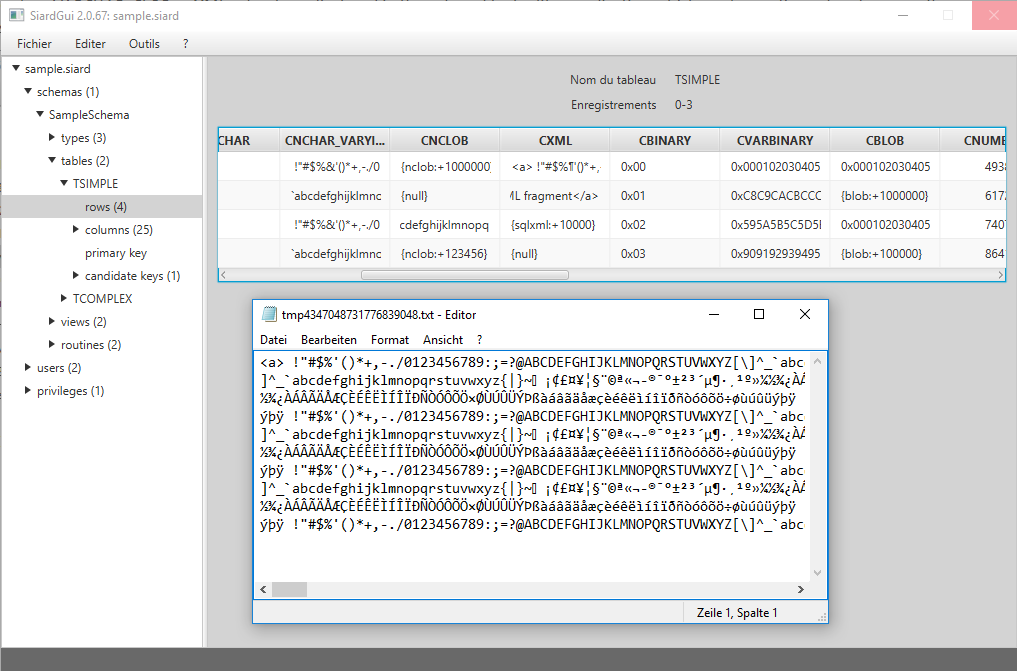 SiardGui 2.0.67: sample.siard
Fichier Editer Outils ?
sample.siard
schemas (1)
SampleSchema
types (3)
tables (2)
TSIMPLE
rows (4)
columns (25)
primary key
candidate keys (1)
TCOMPLEX
views (2)
routines (2)
users (2)
privileges (1)
Nom du tableau TSIMPLE
Enregistrements 0-3
CHAR CNCHAR_VARYI... CNCLOB CXML CBINARY CVARBINARY CBLOB CNUME
!"#$%&'()*+,-./0 {nclob:+1000000} <a> !"#$%¶'()*+, 0x00 0x000102030405 0x000102030405 493
`abcdefghijklmnc {null} ML fragment</a> 0x01 0xC8C9CACBCCC {blob:+1000000} 617
!"#$%&'()*+,-./0 cdefghijklmnopq {sqlxml:+10000} 0x02 0x595A5B5C5D5I 0x000102030405 740
`abcdefghijklmnc {nclob:+123456} {null} 0x03 0x909192939495 {blob:+100000} 864
tmp4347048731776839048.txt - Editor
Datei Bearbeiten Format Ansicht ?
<a> !"#$%'()*+,-./0123456789:;=?@ABCDEFGHIJKLMNOPQRSTUVWXYZ[\]^_`abc
]^_`abcdefghijklmnopqrstuvwxyz{|}~ ¡¢£¤¥¦§¨©ª«¬-®¯°±²³´µ¶·¸¹º»¼½¾¿ÀÁ
½¾¿ÀÁÂÃÄÅÆÇÈÉÊËÌÍÎÏÐÑÒÓÔÕÖ×ØÙÚÛÜÝÞßàáâãäåæçèéêëìíîïðñòóôõö÷øùúûüýþÿ
ýþÿ !"#$%'()*+,-./0123456789:;=?@ABCDEFGHIJKLMNOPQRSTUVWXYZ[\]^_`abc
]^_`abcdefghijklmnopqrstuvwxyz{|}~ ¡¢£¤¥¦§¨©ª«¬-®¯°±²³´µ¶·¸¹º»¼½¾¿ÀÁ
½¾¿ÀÁÂÃÄÅÆÇÈÉÊËÌÍÎÏÐÑÒÓÔÕÖ×ØÙÚÛÜÝÞßàáâãäåæçèéêëìíîïðñòóôõö÷øùúûüýþÿ
ýþÿ !"#$%'()*+,-./0123456789:;=?@ABCDEFGHIJKLMNOPQRSTUVWXYZ[\]^_`abc
]^_`abcdefghijklmnopqrstuvwxyz{|}~ ¡¢£¤¥¦§¨©ª«¬-®¯°±²³´µ¶·¸¹º»¼½¾¿ÀÁ
½¾¿ÀÁÂÃÄÅÆÇÈÉÊËÌÍÎÏÐÑÒÓÔÕÖ×ØÙÚÛÜÝÞßàáâãäåæçèéêëìíîïðñòóôõö÷øùúûüýþÿ
ýþÿ !"#$%'()*+,-./0123456789:;=?@ABCDEFGHIJKLMNOPQRSTUVWXYZ[\]^_`abc
Zeile 1, Spalte 1